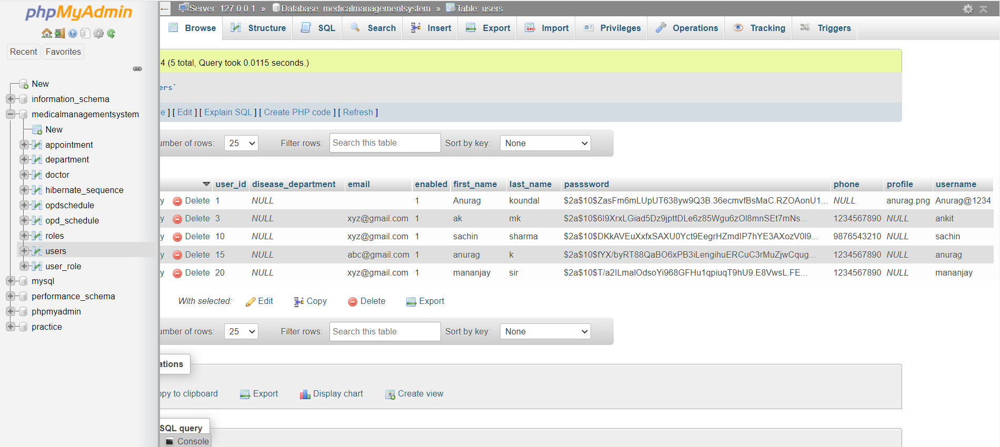 phpMyAdmin
Recent Favorites
New
information_schema
medicalmanagementsystem
New
appointment
department
doctor
hibernate_sequence
opdschedule
opd_schedule
roles
users
user_role
mysql
performance_schema
phpmyadmin
practice
Server: 127.0.0.1 » Database: medicalmanagementsystem » Table: users
Browse Structure SQL Search Insert Export Import Privileges Operations Tracking Triggers
4 (5 total, Query took 0.0115 seconds.)
ers`
e ] [ Edit ] [ Explain SQL ] [ Create PHP code ] [ Refresh ]
umber of rows: 25 Filter rows: Search this table Sort by key: None
user_id disease_department email enabled first_name last_name passsword phone profile username
y Delete 1 NULL 1 Anurag koundal $2a$10$ZasFm6mLUpUT638yw9Q3B.36ecmvfBsMaC.RZOAonU1... NULL anurag.png Anurag@1234
y Delete 3 NULL xyz@gmail.com 1 ak mk $2a$10$6I9XrxLGiad5Dz9jpttDLe6z85Wgu6zOl8mnSEt7mNs... 1234567890 NULL ankit
y Delete 10 NULL xyz@gmail.com 1 sachin sharma $2a$10$DKkAVEuXxfxSAXU0Yct9EegrHZmdIP7hYE3AXozV0I9... 9876543210 NULL sachin
y Delete 15 NULL abc@gmail.com 1 anurag k $2a$10$fYX/byRT88QaBO6xPB3iLengihuERCuC3rMuZjwCqug... 1234567890 NULL anurag
y Delete 20 NULL xyz@gmail.com 1 mananjay sir $2a$10$T/a2ILmalOdsoYi968GFHu1qpiuqT9hU9.E8VwsL.FE... 1234567890 NULL mananjay
With selected: Edit Copy Delete Export
umber of rows: 25 Filter rows: Search this table Sort by key: None
ations
opy to clipboard Export Display chart Create view
SQL query
Console